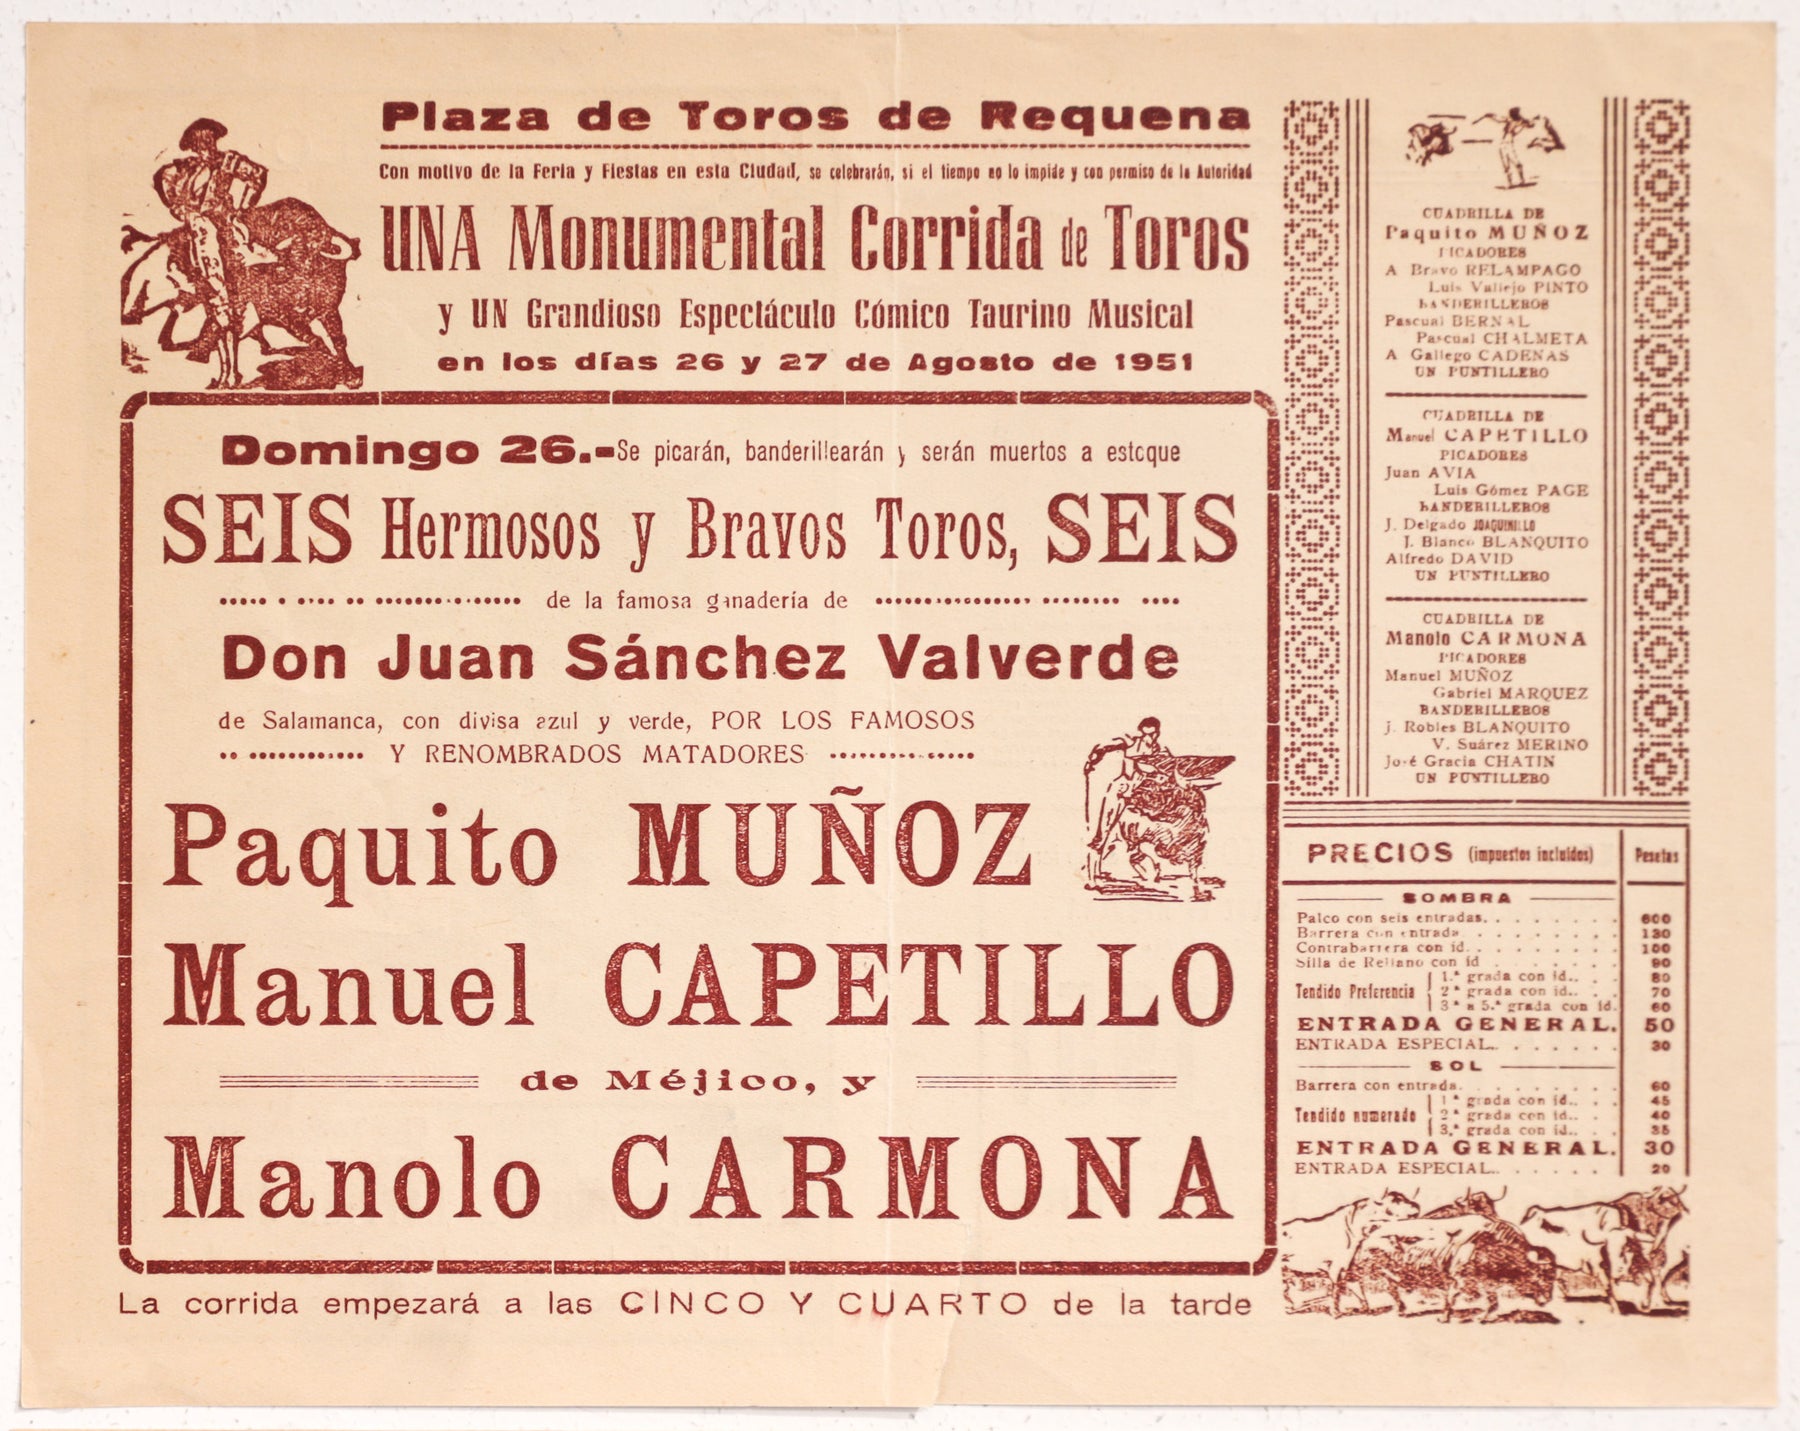 Plaza de Toros de Requena
Con motivo de la Feria y Fiestas en esta Ciudad, se celebrarán, si el tiempo no lo impide y con permiso de la Autoridad
UNA Monumental Corrida de Toros
y UN Grandioso Espectáculo Cómico Taurino Musical
en los días 26 y 27 de Agosto de 1951
Domingo 26.-Se picarán, banderillearán y serán muertos a estoque
SEIS Hermosos y Bravos Toros, SEIS
de la famosa ganadería de
Don Juan Sánchez Valverde
de Salamanca, con divisa azul y verde, POR LOS FAMOSOS
Y RENOMBRADOS MATADORES
Paquito MUÑOZ
Manuel CAPETILLO
de Méjico, y
Manolo CARMONA
La corrida empezará a las CINCO Y CUARTO de la tarde
CUADRILLA DE
Paquito MUÑOZ
PICADORES
A Bravo RELAMPAGO
Luis Vallejo PINTO
BANDERILLEROS
Pascual BERNAL
Pascual CHALMETA
A Gallego CADENAS
UN PUNTILLERO
CUADRILLA DE
Manuel CAPETILLO
PICADORES
Juan AVIA
Luis Gómez PAGE
BANDERILLEROS
J. Delgado JOAQUINILLO
J. Blanco BLANQUITO
Alfredo DAVID
UN PUNTILLERO
CUADRILLA DE
Manolo CARMONA
PICADORES
Manuel MUÑOZ
Gabriel MARQUEZ
BANDERILLEROS
J. Robles BLANQUITO
V. Suárez MERINO
José Gracia CHATIN
UN PUNTILLERO
PRECIOS (impuestos incluídos) Pesetas
SOMBRA
Palco con seis entradas. . . . . . . . 600
Barrera con entrada . . . . . . . . 130
Contrabarrera con id. . . . . . . . . 100
Silla de Rellano con id . . . . . . . 90
Tendido Preferencia 1.ª grada con id.. . . 80
2.ª grada con id.. . . 70
3.ª a 5.ª grada con id. 60
ENTRADA GENERAL. 50
ENTRADA ESPECIAL. . . . . . . 30
SOL
Barrera con entrada. . . . . . . . . 60
Tendido numerado 1.ª grada con id.. . . 45
2.ª grada con id.. . . 40
3.ª grada con id.. . . 35
ENTRADA GENERAL. 30
ENTRADA ESPECIAL. . . . . . . 20